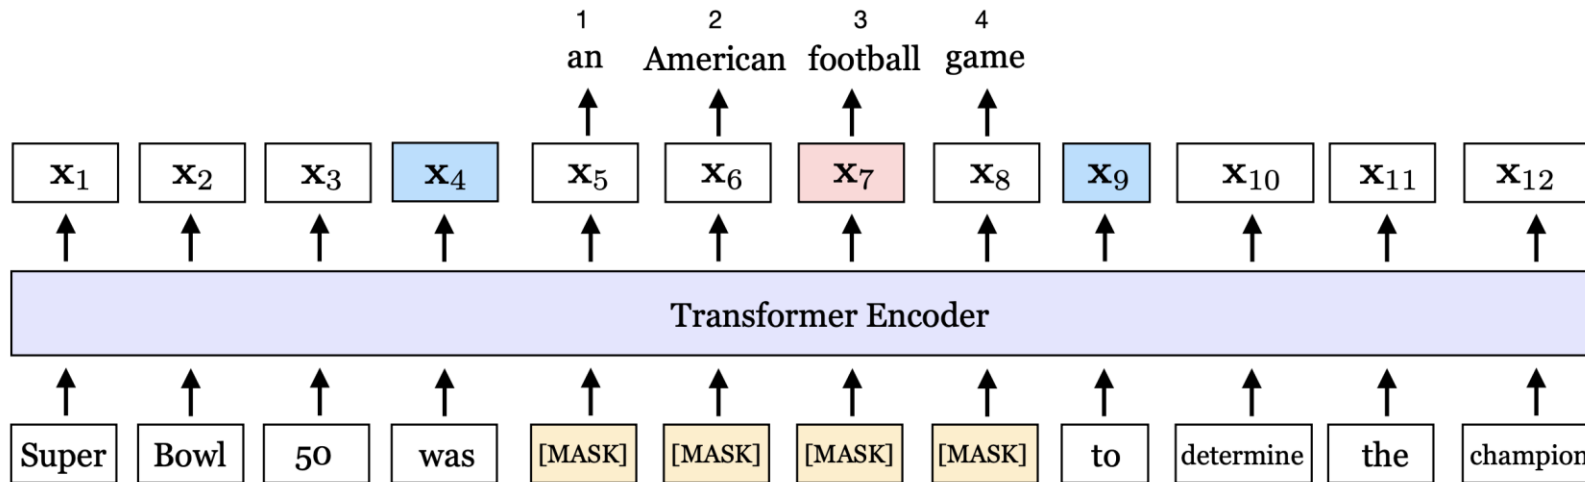 1 2 3 4
an American football game
x₁ x₂ x₃ x₄ x₅ x₆ x₇ x₈ x₉ x₁₀ x₁₁ x₁₂
Transformer Encoder
Super Bowl 50 was [MASK] [MASK] [MASK] [MASK] to determine the champion